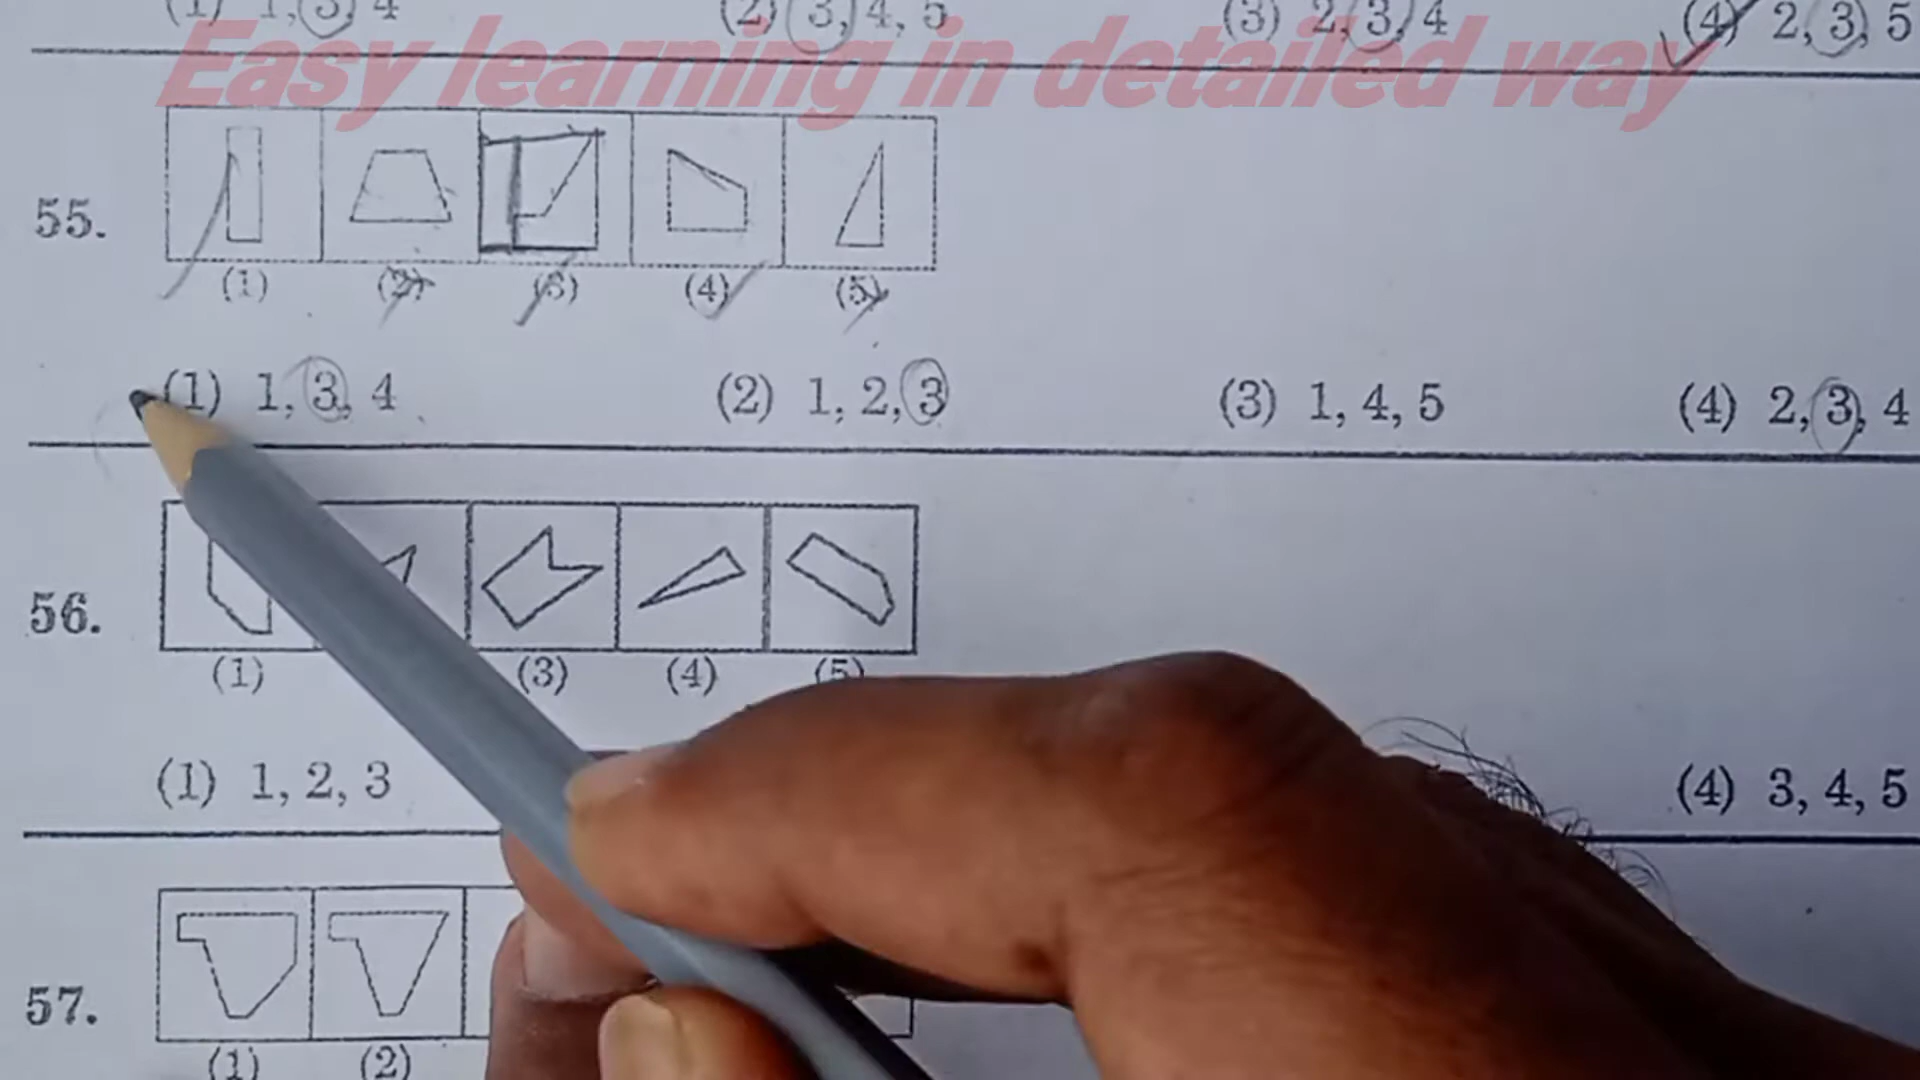 (1) 1, 3, 4 (2) 3, 4, 5 (3) 2, 3, 4 (4) 2, 3, 5
Easy learning in detailed way
55.
(1) (2) (3) (4) (5)
(1) 1, 3, 4 (2) 1, 2, 3 (3) 1, 4, 5 (4) 2, 3, 4
56.
(1) (3) (4) (5)
(1) 1, 2, 3 (4) 3, 4, 5
57.
(1) (2)